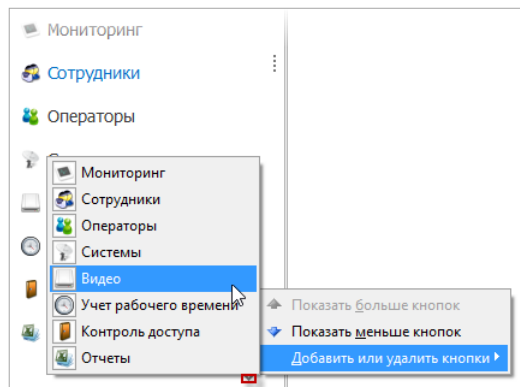 Мониторинг
Сотрудники
Операторы
Мониторинг
Сотрудники
Операторы
Системы
Видео
Учет рабочего времени
Контроль доступа
Отчеты
Показать больше кнопок
Показать меньше кнопок
Добавить или удалить кнопки